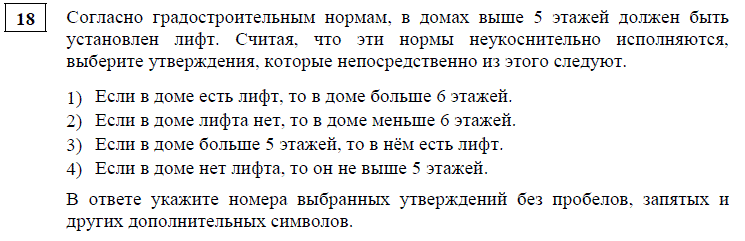 18
Согласно градостроительным нормам, в домах выше 5 этажей должен быть
установлен лифт. Считая, что эти нормы неукоснительно исполняются,
выберите утверждения, которые непосредственно из этого следуют.
1) Если в доме есть лифт, то в доме больше 6 этажей.
2) Если в доме лифта нет, то в доме меньше 6 этажей.
3) Если в доме больше 5 этажей, то в нём есть лифт.
4) Если в доме нет лифта, то он не выше 5 этажей.
В ответе укажите номера выбранных утверждений без пробелов, запятых и
других дополнительных символов.